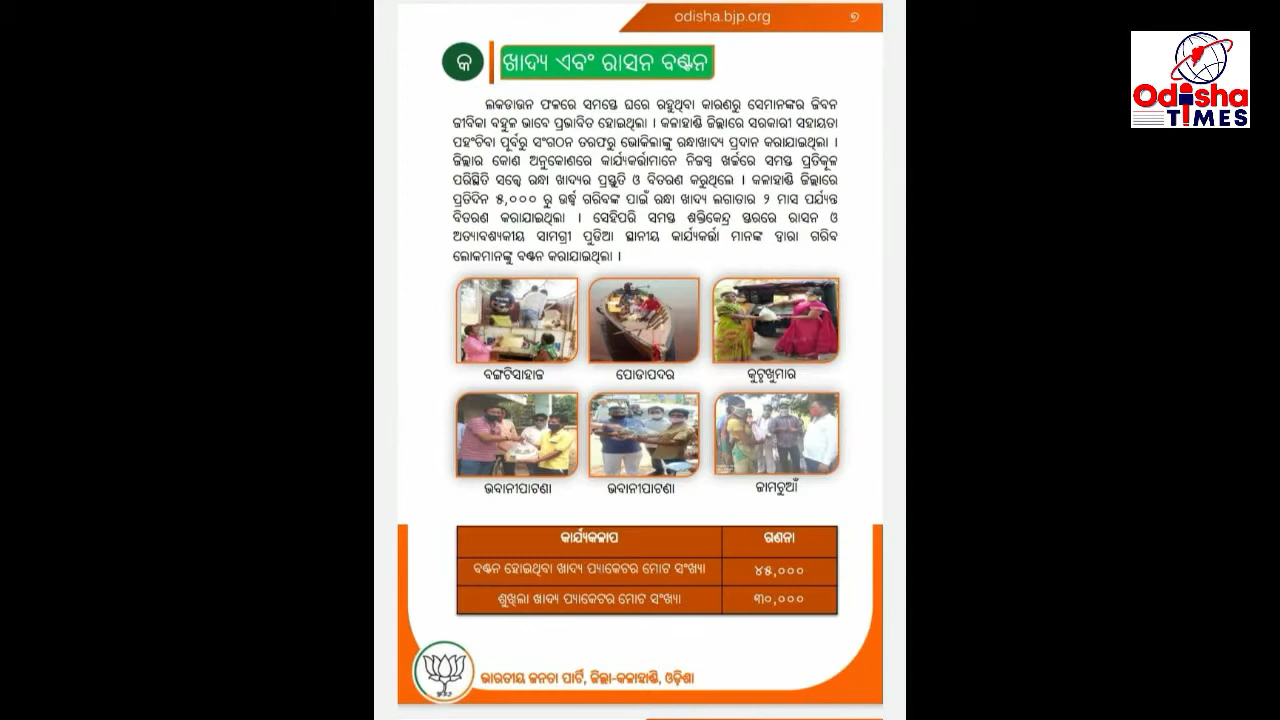 odisha.bjp.org ୭
Odisha
TIMES
କ ଖାଦ୍ୟ ଏବଂ ରାସନ ବଣ୍ଟନ
ଲକଡାଉନ ଫଳରେ ସମସ୍ତେ ଘରେ ରହୁଥିବା କାରଣରୁ ସେମାନଙ୍କର ଜିବନ
ଜୀବିକା ବହୁଳ ଭାବେ ପ୍ରଭାବିତ ହୋଇଥିଲା । କଳାହାଣ୍ଡି ଜିଲ୍ଲାରେ ସରକାରୀ ସହାୟତା
ପହଂଚିବା ପୂର୍ବରୁ ସଂଗଠନ ତରଫରୁ ଭୋକିଲାଙ୍କୁ ରନ୍ଧାଖାଦ୍ୟ ପ୍ରଦାନ କରାଯାଇଥିଲା ।
ଜିଲ୍ଲାର କୋଣ ଅନୁକୋଣରେ କାର୍ଯ୍ୟକର୍ତ୍ତାମାନେ ନିଜସ୍ୱ ଖର୍ଚ୍ଚରେ ସମସ୍ତ ପ୍ରତିକୂଳ
ପରିସ୍ଥିତି ସତ୍ତ୍ୱେ ରନ୍ଧା ଖାଦ୍ୟର ପ୍ରସ୍ତୁତି ଓ ବିତରଣ କରୁଥିଲେ । କଳାହାଣ୍ଡି ଜିଲ୍ଲାରେ
ପ୍ରତିଦିନ ୫,୦୦୦ ରୁ ଉର୍ଦ୍ଧ୍ୱ ଗରିବଙ୍କ ପାଇଁ ରନ୍ଧା ଖାଦ୍ୟ ଲଗାତାର ୨ ମାସ ପର୍ଯ୍ୟନ୍ତ
ବିତରଣ କରାଯାଇଥିଲା । ସେହିପରି ସମସ୍ତ ଶକ୍ତିକେନ୍ଦ୍ର ସ୍ତରରେ ରାସନ ଓ
ଅତ୍ୟାବଶ୍ୟକୀୟ ସାମଗ୍ରୀ ପୁଡିଆ ସ୍ଥାନୀୟ କାର୍ଯ୍ୟକର୍ତ୍ତା ମାନଙ୍କ ଦ୍ୱାରା ଗରିବ
ଲୋକମାନଙ୍କୁ ବଣ୍ଟନ କରାଯାଇଥିଲା ।
ପୋଡାପଦର
ଭବାନୀପାଟଣା ଭବାନୀପାଟଣା ଜାମଚୁଆଁ
କାର୍ଯ୍ୟକଳାପ ଗଣନା
ବଣ୍ଟନ ହୋଇଥିବା ଖାଦ୍ୟ ପ୍ୟାକେଟର ମୋଟ ସଂଖ୍ୟା ୪୫,୦୦୦
ଶୁଖିଲା ଖାଦ୍ୟ ପ୍ୟାକେଟର ମୋଟ ସଂଖ୍ୟା ୩୦,୦୦୦
ଭାରତୀୟ ଜନତା ପାର୍ଟି, ଜିଲ୍ଲା-କଳାହାଣ୍ଡି, ଓଡ଼ିଶା